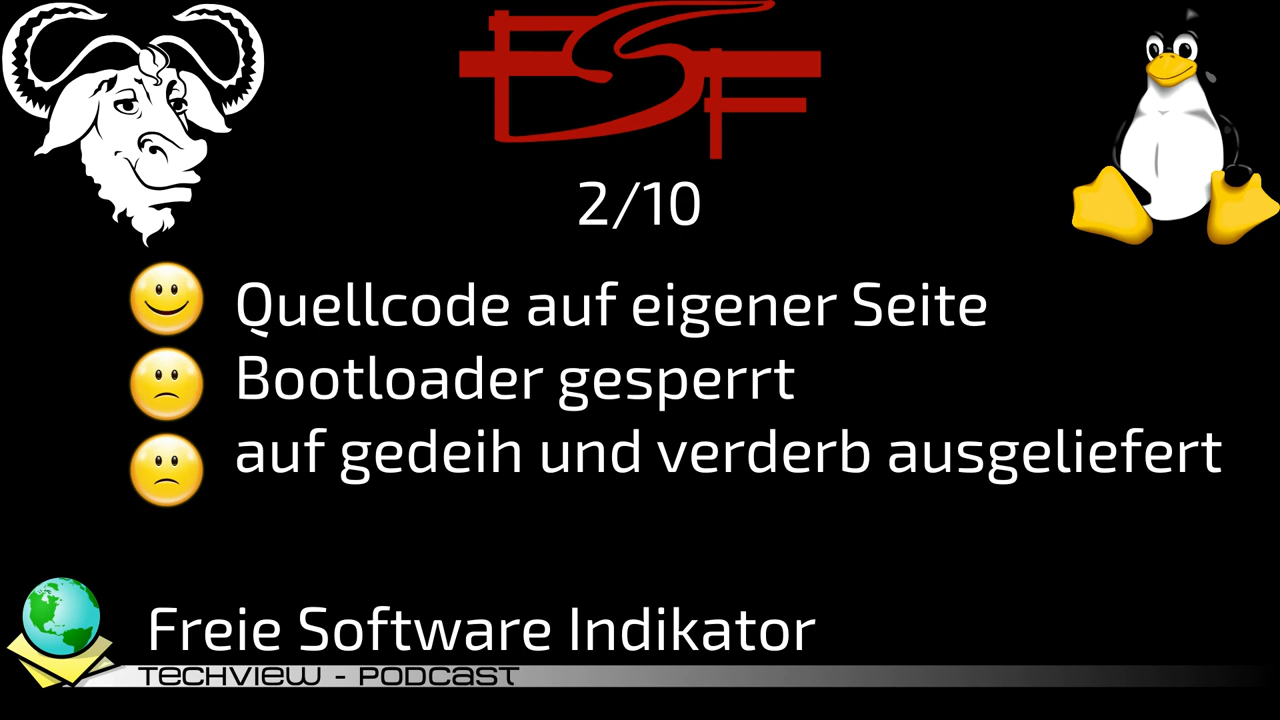 FSF
2/10
Quellcode auf eigener Seite
Bootloader gesperrt
auf gedeih und verderb ausgeliefert
Freie Software Indikator
TECHVIEW - PODCAST